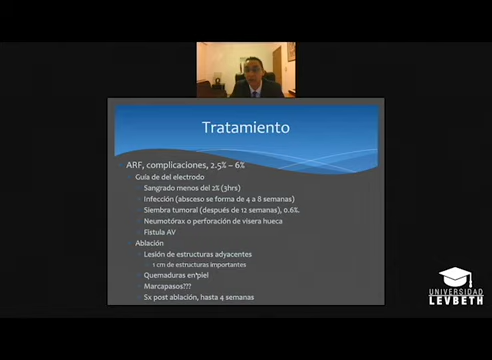 Tratamiento
ARF, complicaciones, 2.5% – 6%
Guía de del electrodo
Sangrado menos del 2% (3hrs)
Infección (absceso se forma de 4 a 8 semanas)
Siembra tumoral (después de 12 semanas), 0.6%.
Neumotórax o perforación de visera hueca
Fistula AV
Ablación
Lesión de estructuras adyacentes
1 cm de estructuras importantes
Quemaduras en piel
Marcapasos???
Sx post ablación, hasta 4 semanas
UNIVERSIDAD
LEVBETH